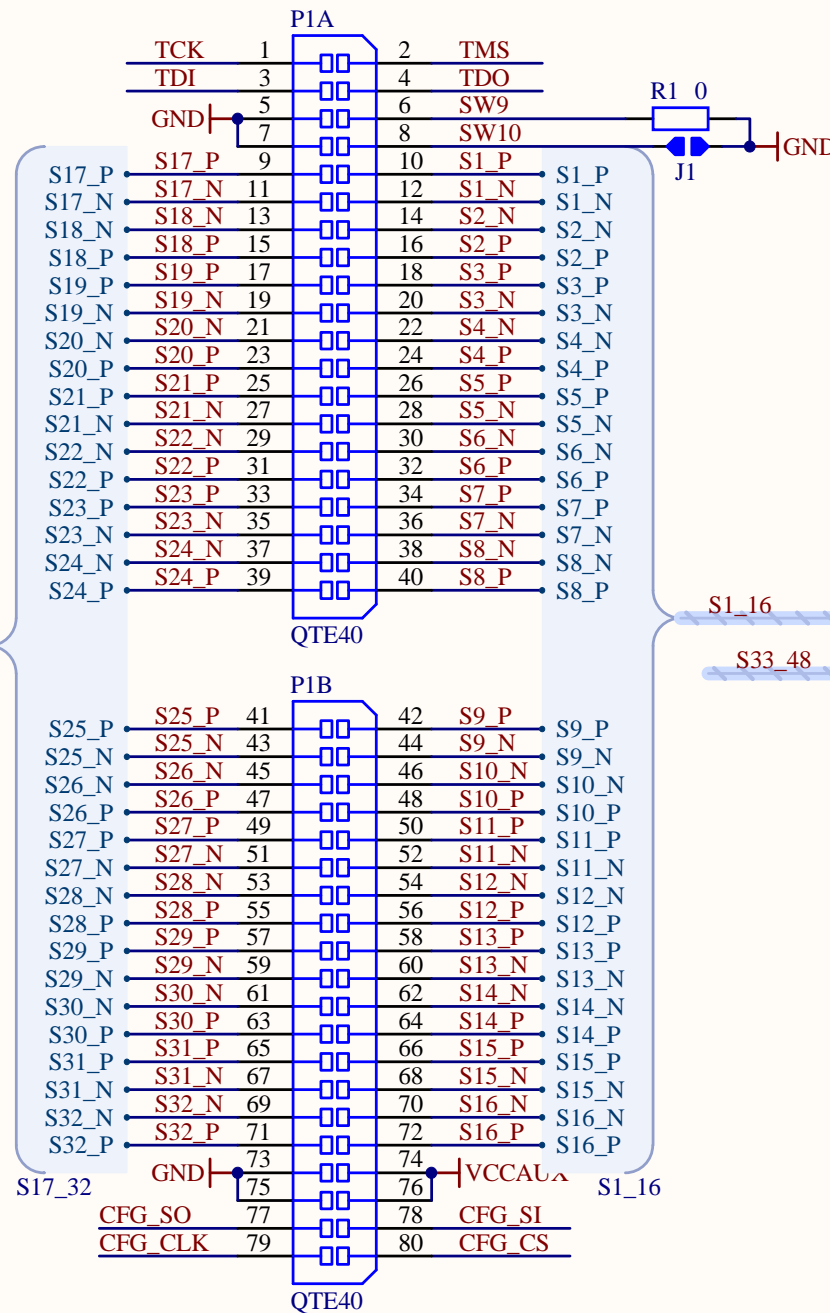 P1A
TCK 1 2 TMS
TDI 3 4 TDO
GND 5 6 SW9 R1 0
7 8 SW10 J1 GND
S17_P S17_P 9 10 S1_P S1_P
S17_N S17_N 11 12 S1_N S1_N
S18_N S18_N 13 14 S2_N S2_N
S18_P S18_P 15 16 S2_P S2_P
S19_P S19_P 17 18 S3_P S3_P
S19_N S19_N 19 20 S3_N S3_N
S20_N S20_N 21 22 S4_N S4_N
S20_P S20_P 23 24 S4_P S4_P
S21_P S21_P 25 26 S5_P S5_P
S21_N S21_N 27 28 S5_N S5_N
S22_N S22_N 29 30 S6_N S6_N
S22_P S22_P 31 32 S6_P S6_P
S23_P S23_P 33 34 S7_P S7_P
S23_N S23_N 35 36 S7_N S7_N
S24_N S24_N 37 38 S8_N S8_N
S24_P S24_P 39 40 S8_P S8_P
S1_16
QTE40
S33_48
P1B
S25_P S25_P 41 42 S9_P S9_P
S25_N S25_N 43 44 S9_N S9_N
S26_N S26_N 45 46 S10_N S10_N
S26_P S26_P 47 48 S10_P S10_P
S27_P S27_P 49 50 S11_P S11_P
S27_N S27_N 51 52 S11_N S11_N
S28_N S28_N 53 54 S12_N S12_N
S28_P S28_P 55 56 S12_P S12_P
S29_P S29_P 57 58 S13_P S13_P
S29_N S29_N 59 60 S13_N S13_N
S30_N S30_N 61 62 S14_N S14_N
S30_P S30_P 63 64 S14_P S14_P
S31_P S31_P 65 66 S15_P S15_P
S31_N S31_N 67 68 S15_N S15_N
S32_N S32_N 69 70 S16_N S16_N
S32_P S32_P 71 72 S16_P S16_P
GND 73 74 VCCAUX
S17_32 75 76 S1_16
CFG_SO 77 78 CFG_SI
CFG_CLK 79 80 CFG_CS
QTE40